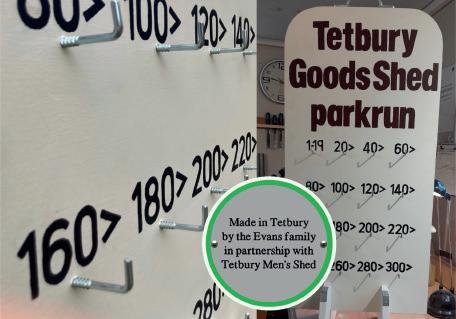 60> 100> 120> 140>
160> 180> 200> 220>
280>
Tetbury
Goods Shed
parkrun
1-19 20> 40> 60>
80> 100> 120> 140>
180> 200> 220>
260> 280> 300>
Made in Tetbury
by the Evans family
in partnership with
Tetbury Men's Shed